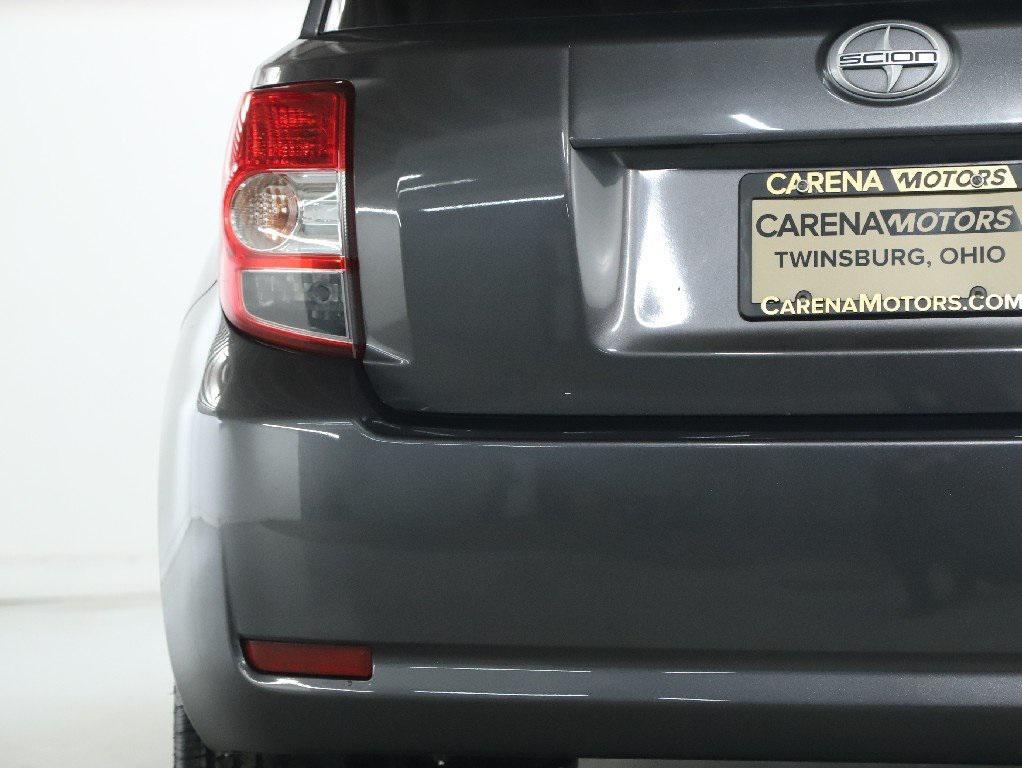 SCION
CARENA MOTORS
CARENA MOTORS
TWINSBURG, OHIO
CARENAMOTORS.COM